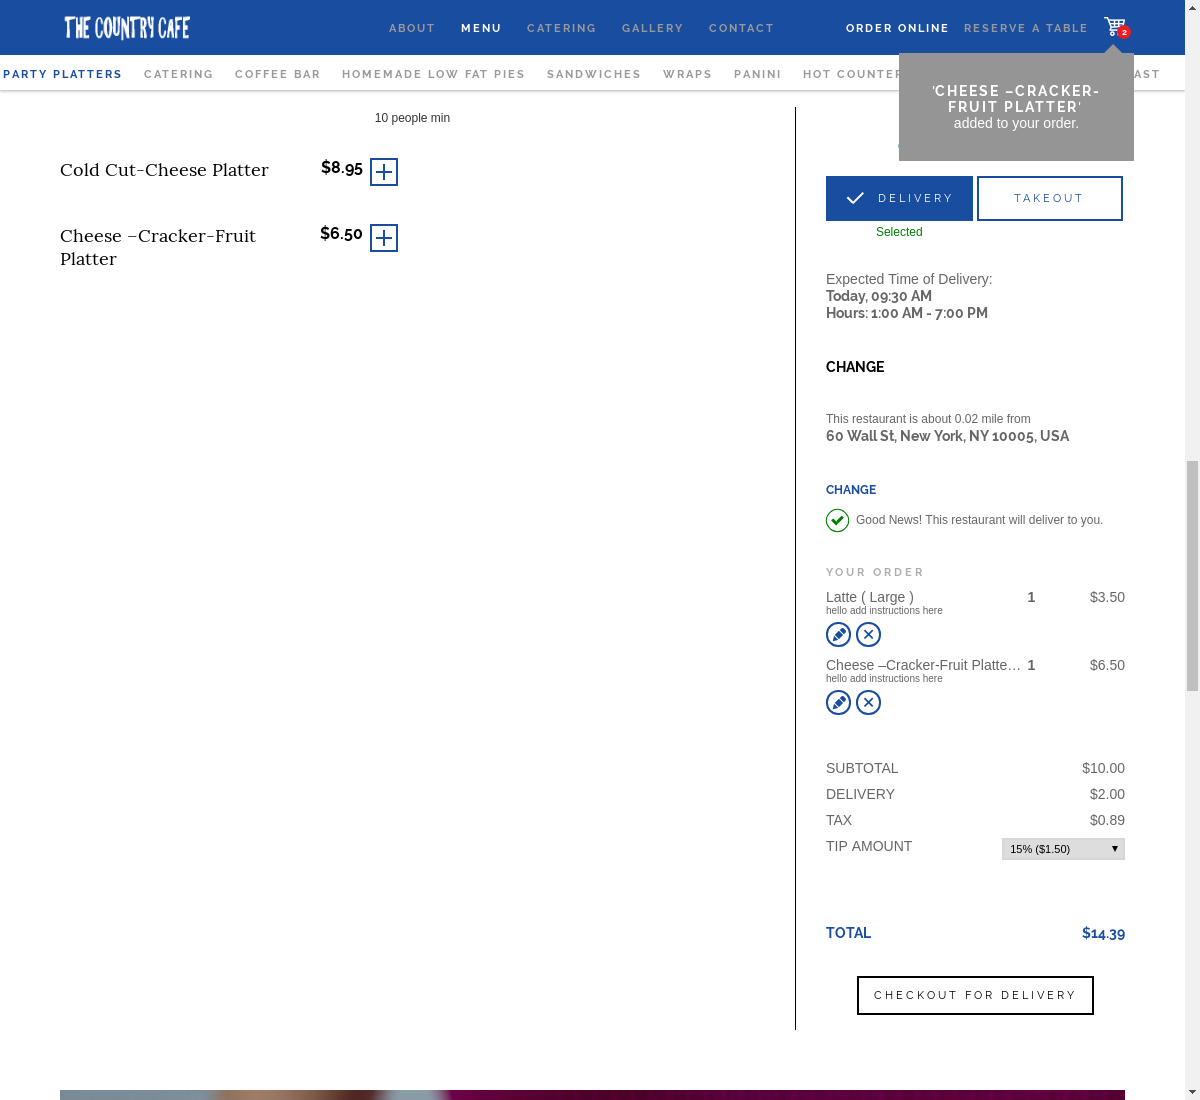 THE COUNTRY CAFE
ABOUT MENU CATERING GALLERY CONTACT ORDER ONLINE RESERVE A TABLE 2
PARTY PLATTERS CATERING COFFEE BAR HOMEMADE LOW FAT PIES SANDWICHES WRAPS PANINI HOT COUNTER
'CHEESE –CRACKER-
FRUIT PLATTER'
added to your order.
10 people min
Cold Cut-Cheese Platter $8.95
Cheese –Cracker-Fruit
Platter
$6.50
DELIVERY TAKEOUT
Selected
Expected Time of Delivery:
Today, 09:30 AM
Hours: 1:00 AM - 7:00 PM
CHANGE
This restaurant is about 0.02 mile from
60 Wall St, New York, NY 10005, USA
CHANGE
Good News! This restaurant will deliver to you.
YOUR ORDER
Latte ( Large ) 1 $3.50
hello add instructions here
Cheese –Cracker-Fruit Platte… 1 $6.50
hello add instructions here
SUBTOTAL $10.00
DELIVERY $2.00
TAX $0.89
TIP AMOUNT 15% ($1.50)
TOTAL $14.39
CHECKOUT FOR DELIVERY